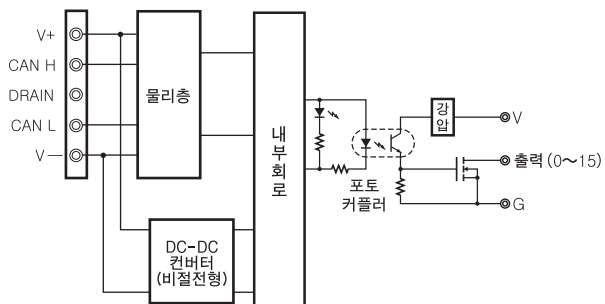 V+
CAN H
DRAIN
CAN L
V—
물리층
DC-DC
컨버터
(비절전형)
내
부
회
로
포토
커플러
강
압
V
출력 (0~15)
G